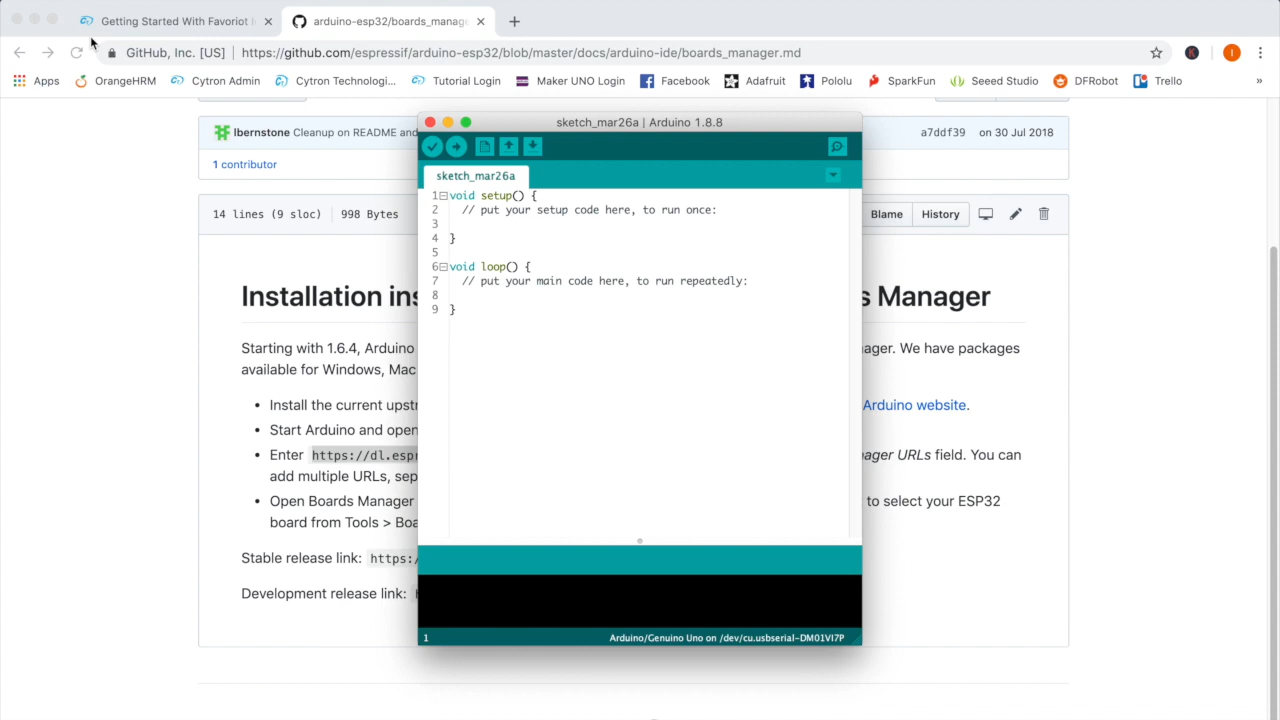 Getting Started With Favoriot I
arduino-esp32/boards_manag
GitHub, Inc. [US]
https://github.com/espressif/arduino-esp32/blob/master/docs/arduino-ide/boards_manager.md
Apps
OrangeHRM
Cytron Admin
Cytron Technologi...
Tutorial Login
Maker UNO Login
Facebook
Adafruit
Pololu
SparkFun
Seeed Studio
DFRobot
Trello
»
lbernstone Cleanup on README and
a7ddf39 on 30 Jul 2018
1 contributor
14 lines (9 sloc) 998 Bytes
Blame
History
Installation ins
s Manager
Starting with 1.6.4, Arduino
ager. We have packages
available for Windows, Mac
• Install the current upst
Arduino website.
• Start Arduino and open
• Enter https://dl.espr
ager URLs field. You can
add multiple URLs, sep
• Open Boards Manager
to select your ESP32
board from Tools > Boa
Stable release link: https:/
Development release link:
sketch_mar26a | Arduino 1.8.8
sketch_mar26a
1 void setup() {
2 // put your setup code here, to run once:
3
4 }
5
6 void loop() {
7 // put your main code here, to run repeatedly:
8
9 }
1
Arduino/Genuino Uno on /dev/cu.usbserial-DM01VI7P